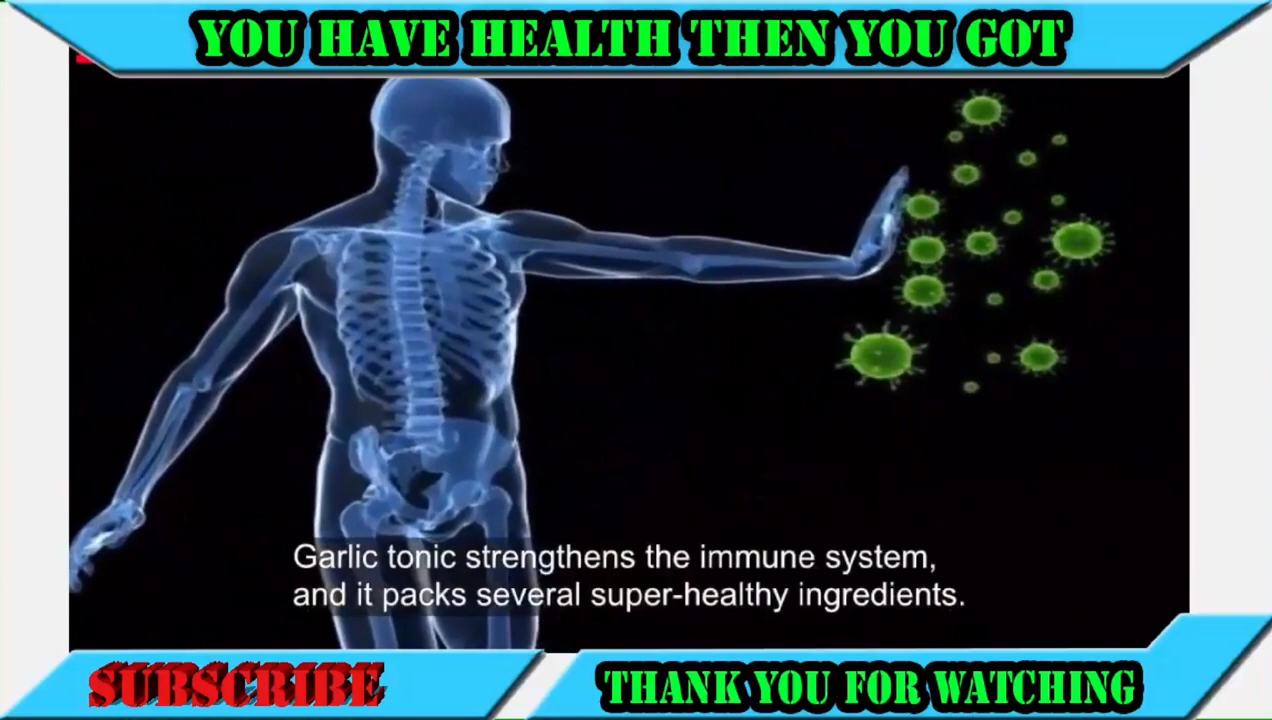 YOU HAVE HEALTH THEN YOU GOT
Garlic tonic strengthens the immune system,
and it packs several super-healthy ingredients.
SUBSCRIBE
THANK YOU FOR WATCHING